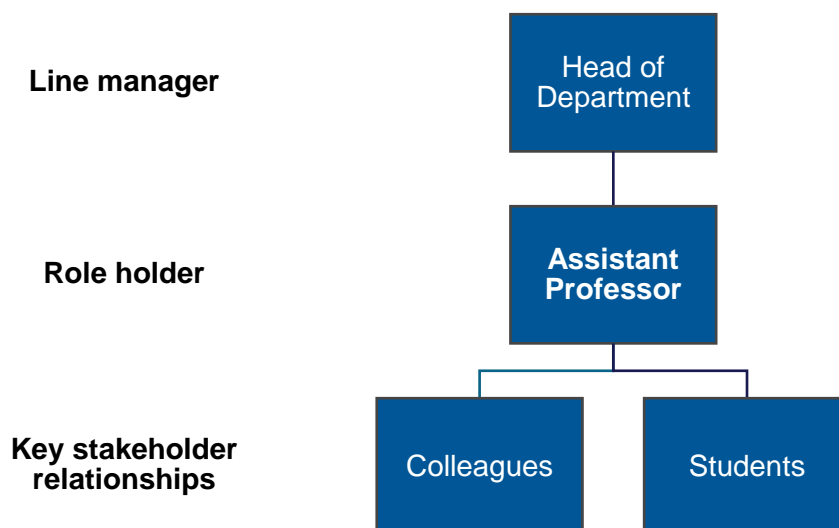 Line manager
Head of
Department
Role holder
Assistant
Professor
Key stakeholder
relationships
Colleagues
Students